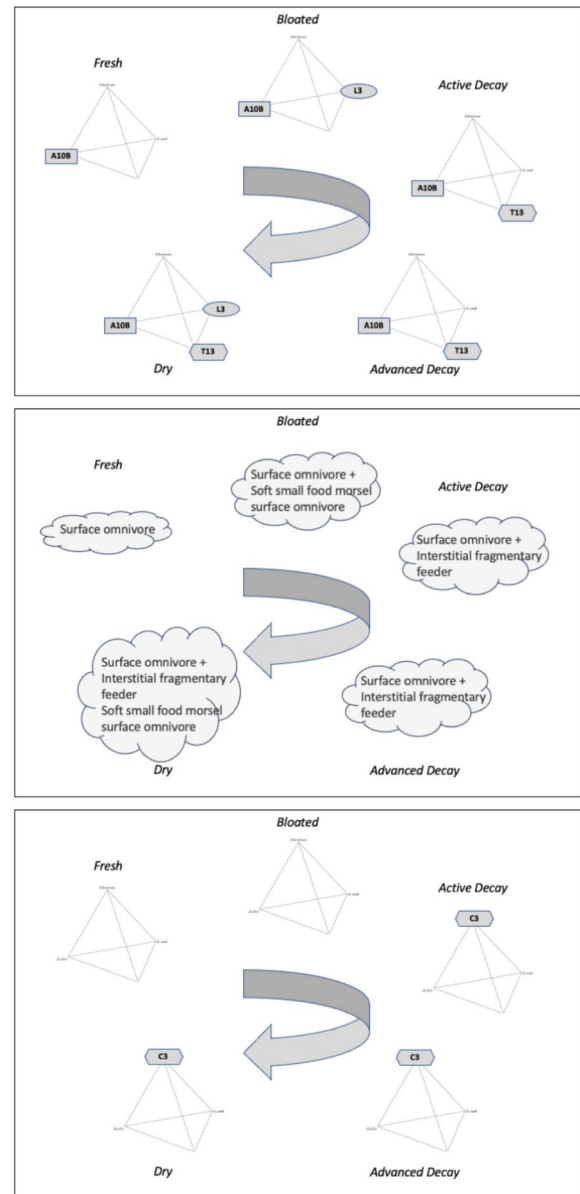 Bloated
Fresh
L3
A10B
Active Decay
A10B
A10B
T13
L3
A10B
A10B
T13
T13
Dry
Advanced Decay
Bloated
Fresh
Surface omnivore +
Soft small food morsel
surface omnivore
Active Decay
Surface omnivore
Surface omnivore +
Interstitial fragmentary
feeder
Surface omnivore +
Interstitial fragmentary
feeder
Soft small food morsel
surface omnivore
Surface omnivore +
Interstitial fragmentary
feeder
Dry
Advanced Decay
Bloated
Fresh
Active Decay
C3
C3
C3
Dry
Advanced Decay